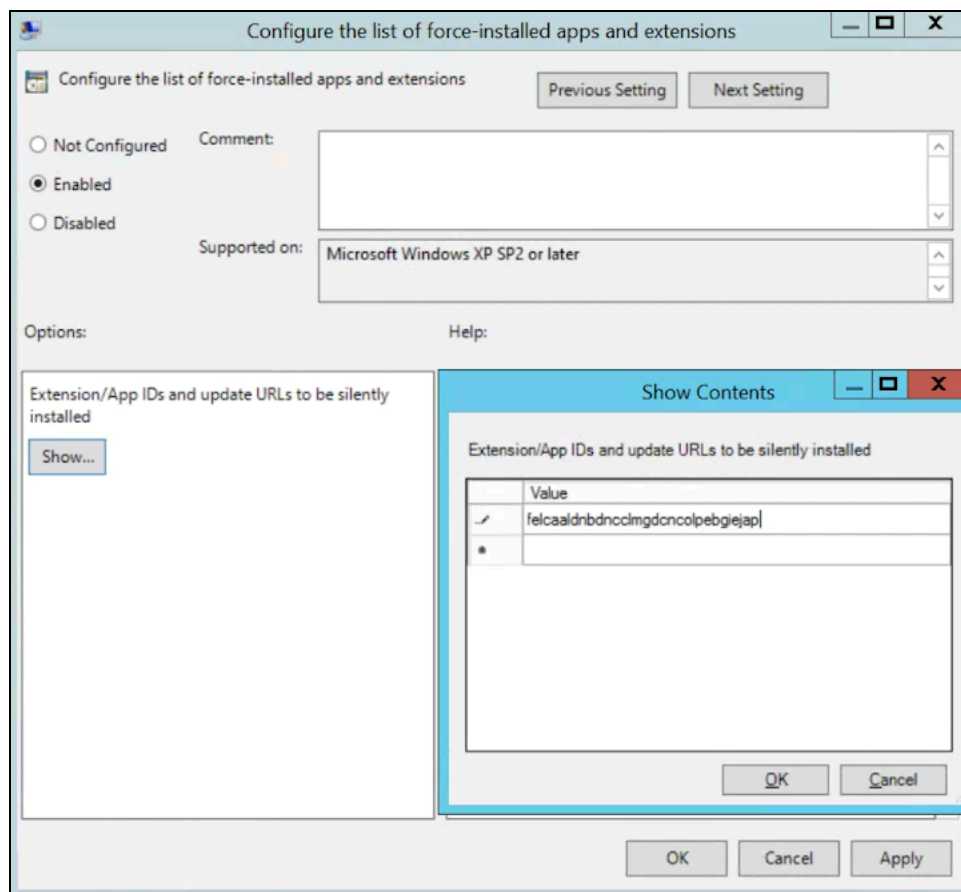 Configure the list of force-installed apps and extensions
Configure the list of force-installed apps and extensions
Previous Setting
Next Setting
Not Configured
Comment:
Enabled
Disabled
Supported on:
Microsoft Windows XP SP2 or later
Options:
Help:
Extension/App IDs and update URLs to be silently
installed
Show...
Show Contents
Extension/App IDs and update URLs to be silently installed
Value
felcaaldnbdncclmgdcncolpebgiejap
OK
Cancel
OK
Cancel
Apply